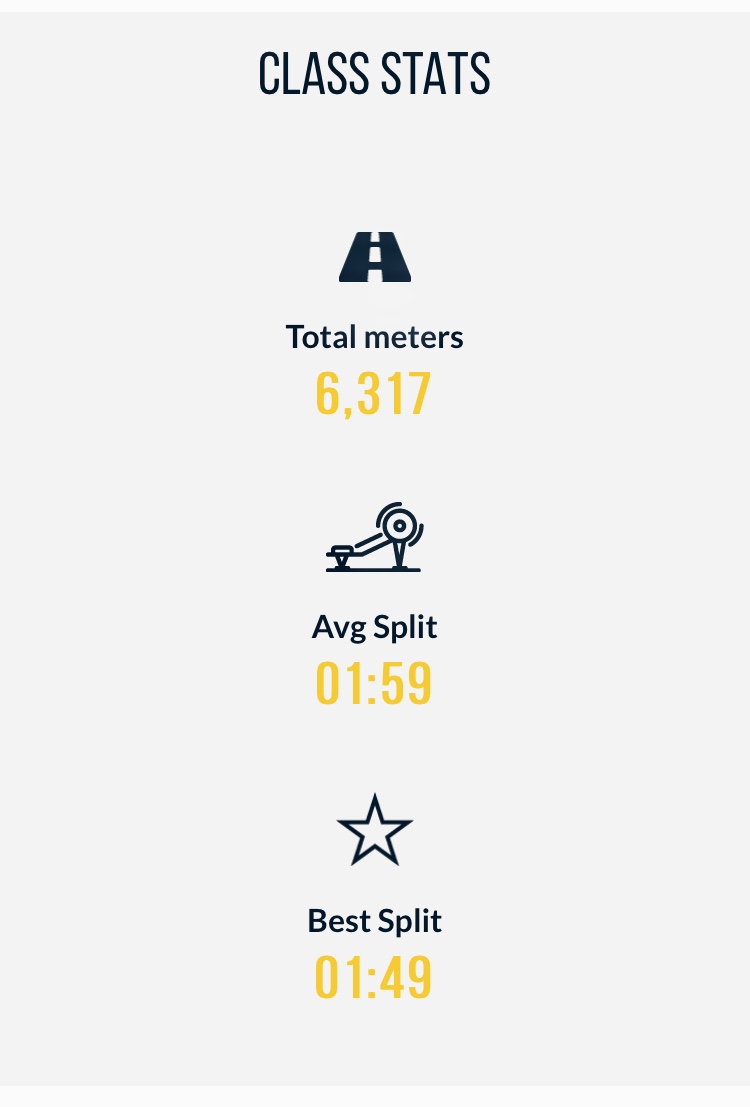 CLASS STATS
Total meters
6,317
Avg Split
01:59
Best Split
01:49